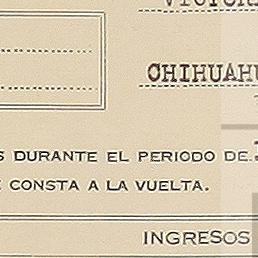 CHIHUAHU
S DURANTE EL PERIODO DE
CONSTA A LA VUELTA.
INGRESOS